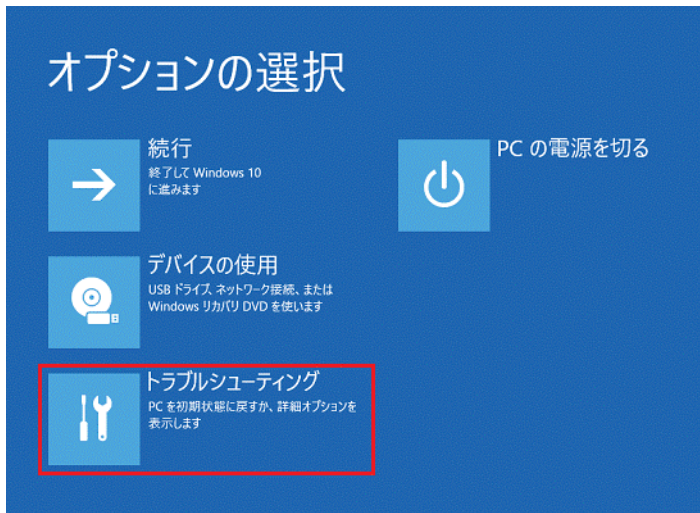 オプションの選択
続行
終了して Windows 10
に進みます
PC の電源を切る
デバイスの使用
USB ドライブ、ネットワーク接続、または
Windows リカバリ DVD を使います
トラブルシューティング
PC を初期状態に戻すか、詳細オプションを
表示します